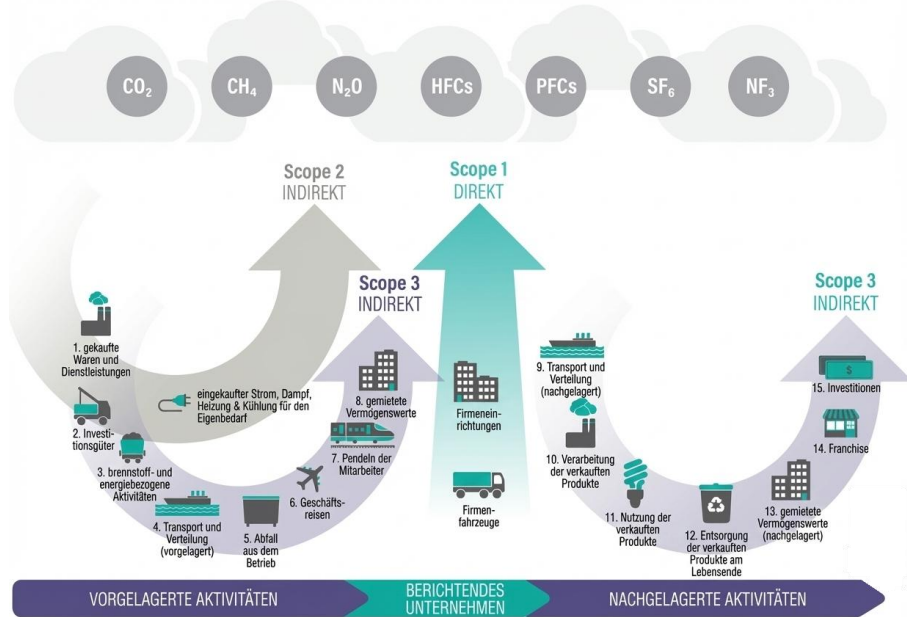 CO₂
CH₄
N₂O
HFCs
PFCs
SF₆
NF₃
Scope 2
INDIREKT
Scope 1
DIREKT
Scope 3
INDIREKT
Scope 3
INDIREKT
1. gekaufte
Waren und
Dienstleistungen
2. Investi-
tionsgüter
3. brennstoff- und
energiebezogene
Aktivitäten
4. Transport und
Verteilung
(vorgelagert)
5. Abfall
aus dem
Betrieb
6. Geschäfts-
reisen
7. Pendeln der
Mitarbeiter
8. gemietete
Vermögenswerte
eingekaufter Strom, Dampf,
Heizung & Kühlung für den
Eigenbedarf
Firmenein-
richtungen
Firmen-
fahrzeuge
9. Transport und
Verteilung
(nachgelagert)
10. Verarbeitung
der verkauften
Produkte
11. Nutzung der
verkauften
Produkte
12. Entsorgung
der verkauften
Produkte am
Lebensende
13. gemietete
Vermögenswerte
(nachgelagert)
14. Franchise
$
15. Investitionen
VORGELAGERTE AKTIVITÄTEN
BERICHTENDES
UNTERNEHMEN
NACHGELAGERTE AKTIVITÄTEN